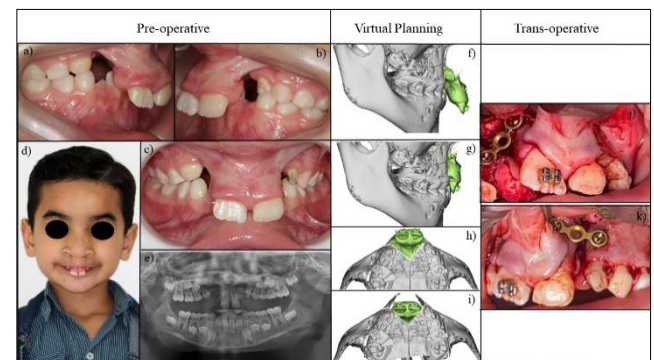 Pre-operative
Virtual Planning
Trans-operative
a)
b)
f)
d)
c)
g)
j)
e)
h)
k)
i)